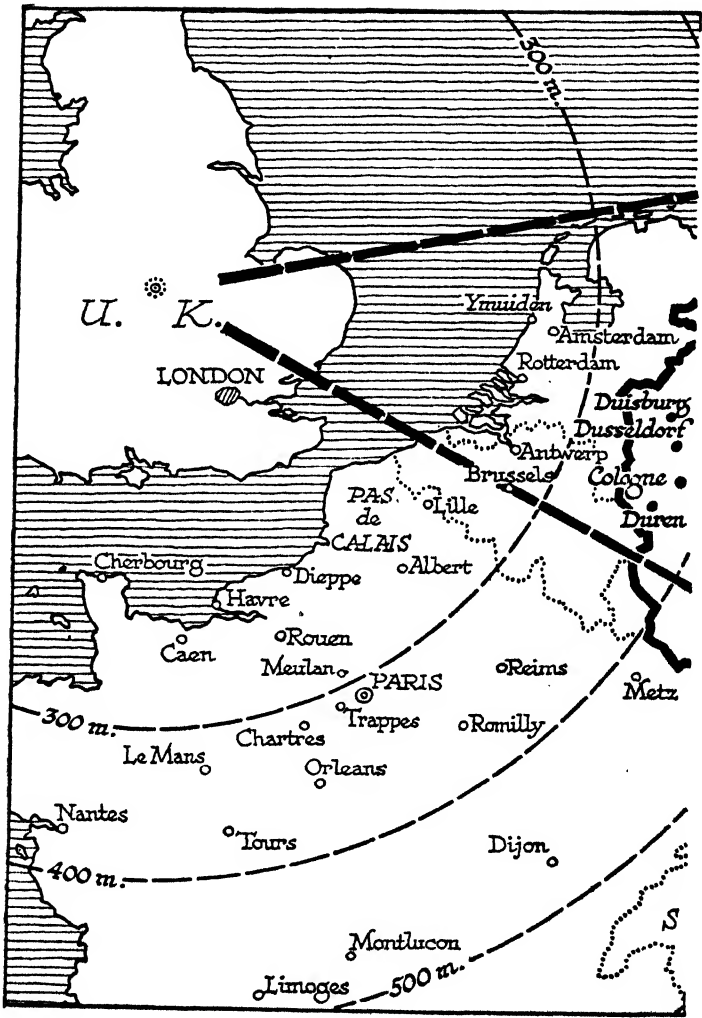 300 m.
U. K.
Ymuiden
Amsterdam
LONDON
Rotterdam
Duisburg
Dusseldorf
Antwerp
Brussels
Cologne
PAS
de
CALAIS
Lille
Duren
Cherbourg
Dieppe
Albert
Havre
Caen
Rouen
Meulan
PARIS
Reims
Metz
300 m.
Trappes
Chartres
Romilly
Le Mans
Orleans
Nantes
Tours
Dijon
400 m.
S
Montlucon
500 m.
Limoges